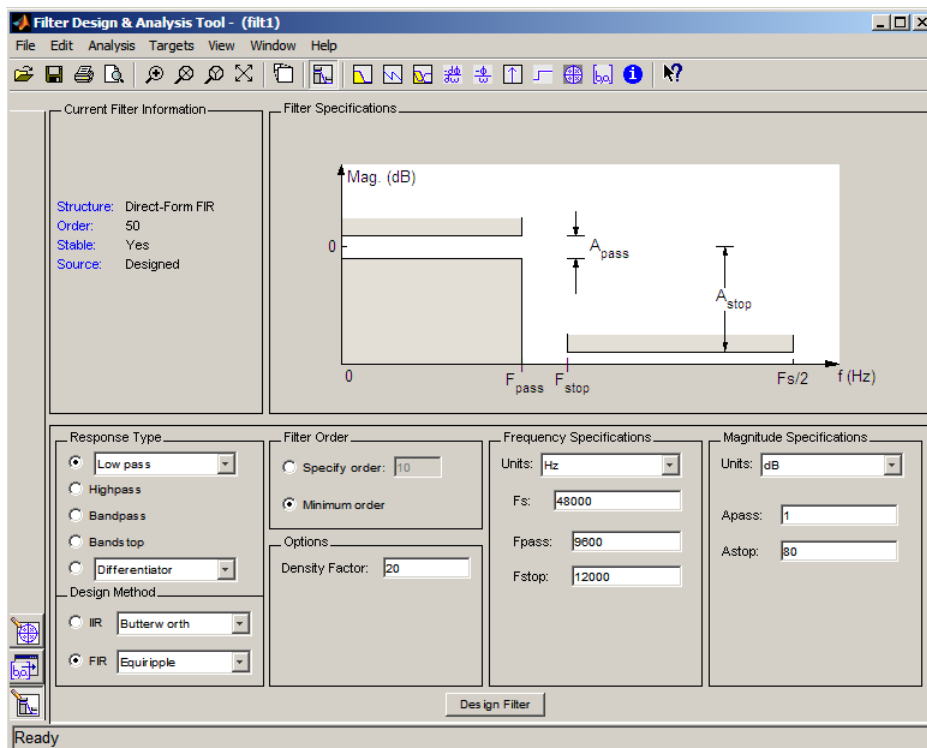 Filter Design & Analysis Tool - (filt1)
File Edit Analysis Targets View Window Help
Current Filter Information
Structure: Direct-Form FIR
Order: 50
Stable: Yes
Source: Designed
Filter Specifications
Mag. (dB)
0
A pass
A stop
0
F pass
F stop
Fs/2
f (Hz)
Response Type
Low pass
Highpass
Bandpass
Bandstop
Differentiator
Design Method
IIR Butterworth
FIR Equiripple
Filter Order
Specify order: 10
Minimum order
Options
Density Factor: 20
Frequency Specifications
Units: Hz
Fs: 48000
Fpass: 9600
Fstop: 12000
Magnitude Specifications
Units: dB
Apass: 1
Astop: 80
Design Filter
Ready